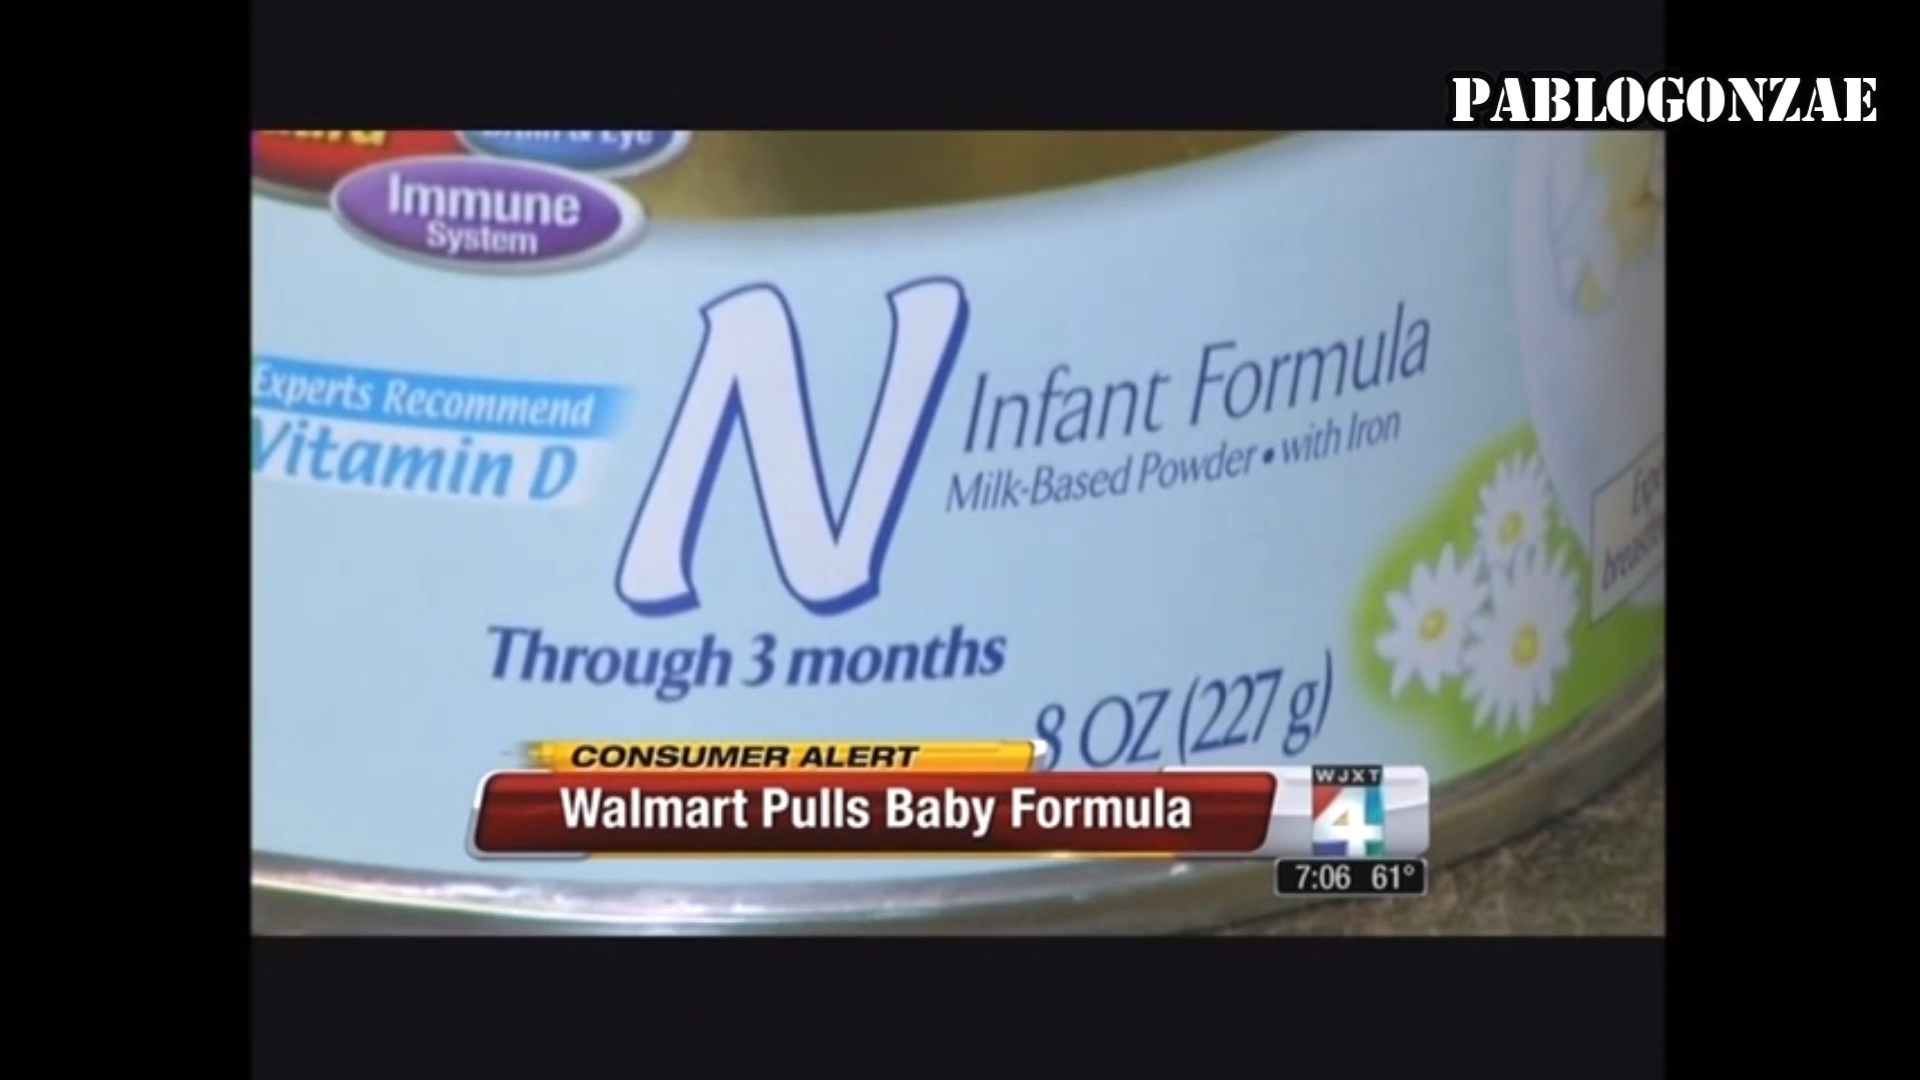 PABLOGONZAE
Immune
System
Experts Recommend
Vitamin D
N
Infant Formula
Milk-Based Powder • with Iron
Through 3 months
8 OZ (227 g)
CONSUMER ALERT
Walmart Pulls Baby Formula
WJXT
4
7:06 61°